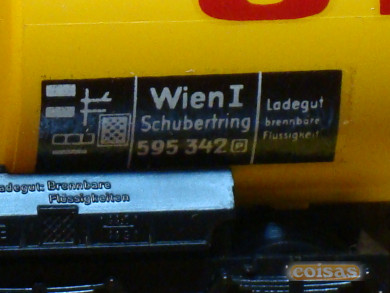 Wien I
Schubertring
595 342 P
Ladegut
brennbare
Flüssigkeit
Ladegut: Brennbare
Flüssigkeiten
coisas